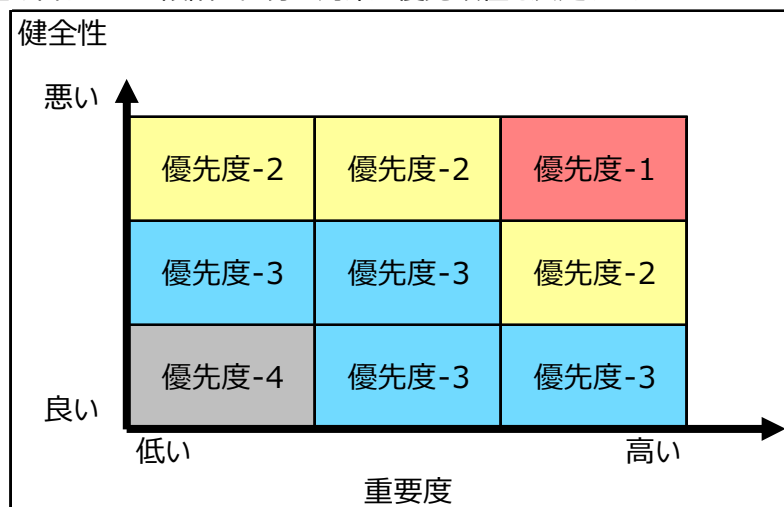 健全性
悪い
優先度-2 優先度-2 優先度-1
優先度-3 優先度-3 優先度-2
優先度-4 優先度-3 優先度-3
良い
低い 高い
重要度